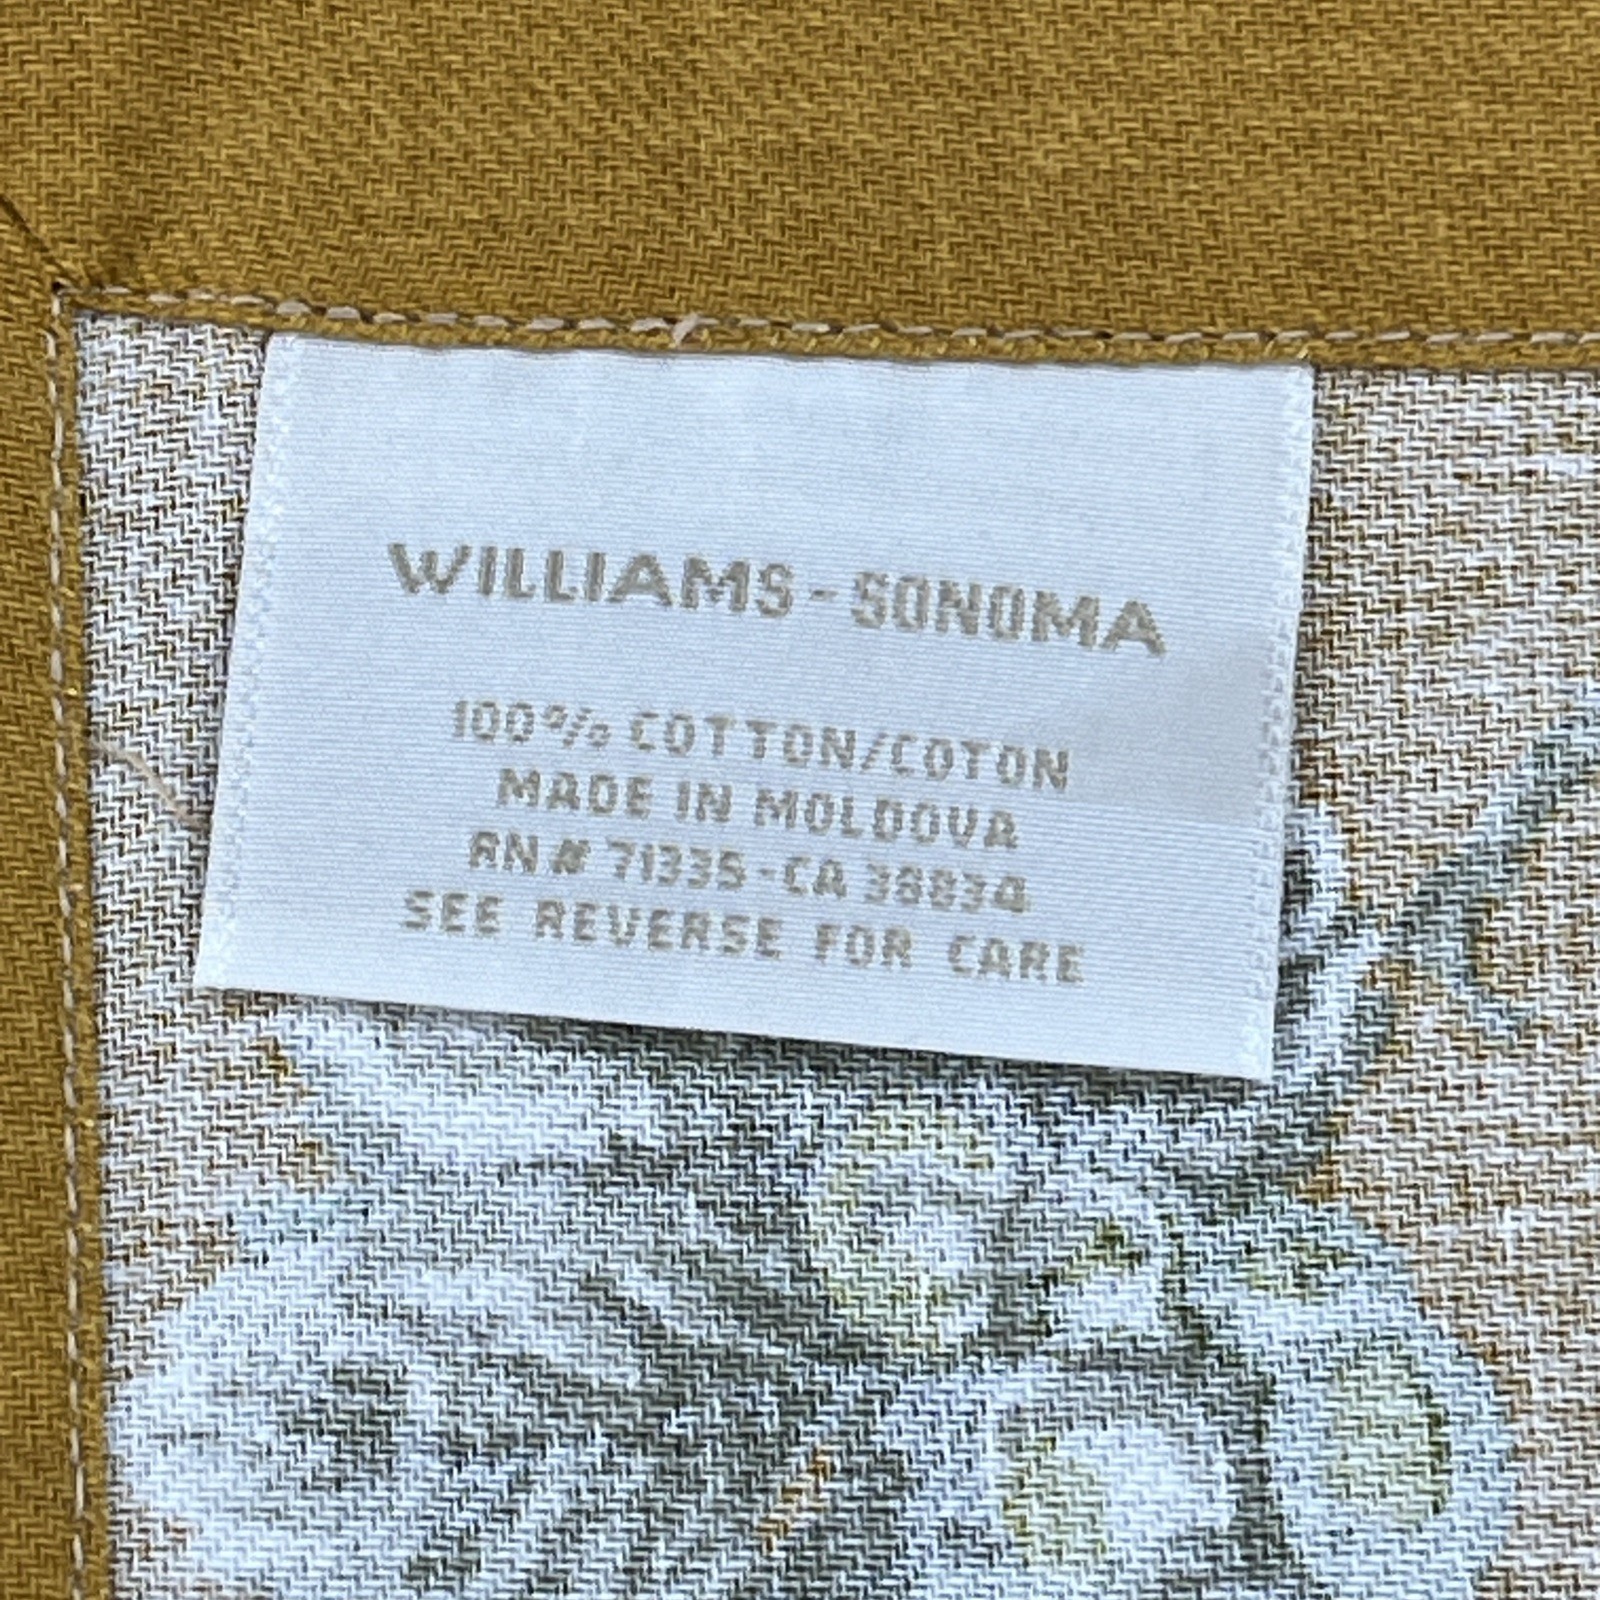 WILLIAMS-SONOMA
100% COTTON/COTON
MADE IN MOLDOVA
RN# 71335-CA 38834
SEE REVERSE FOR CARE